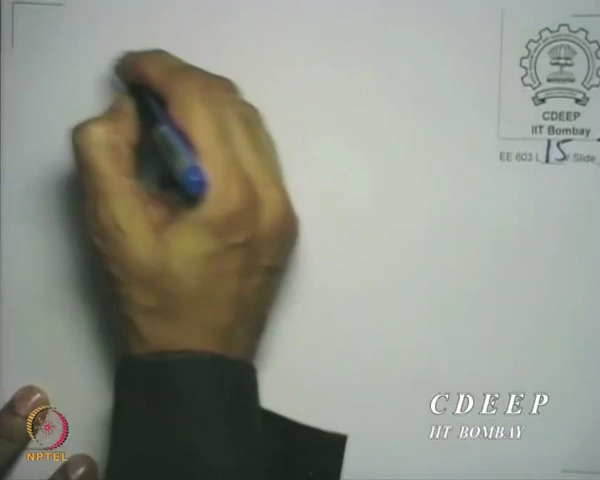 CDEEP
IIT Bombay
EE 603 L 15 / Slide
CDEEP
IIT BOMBAY
NPTEL